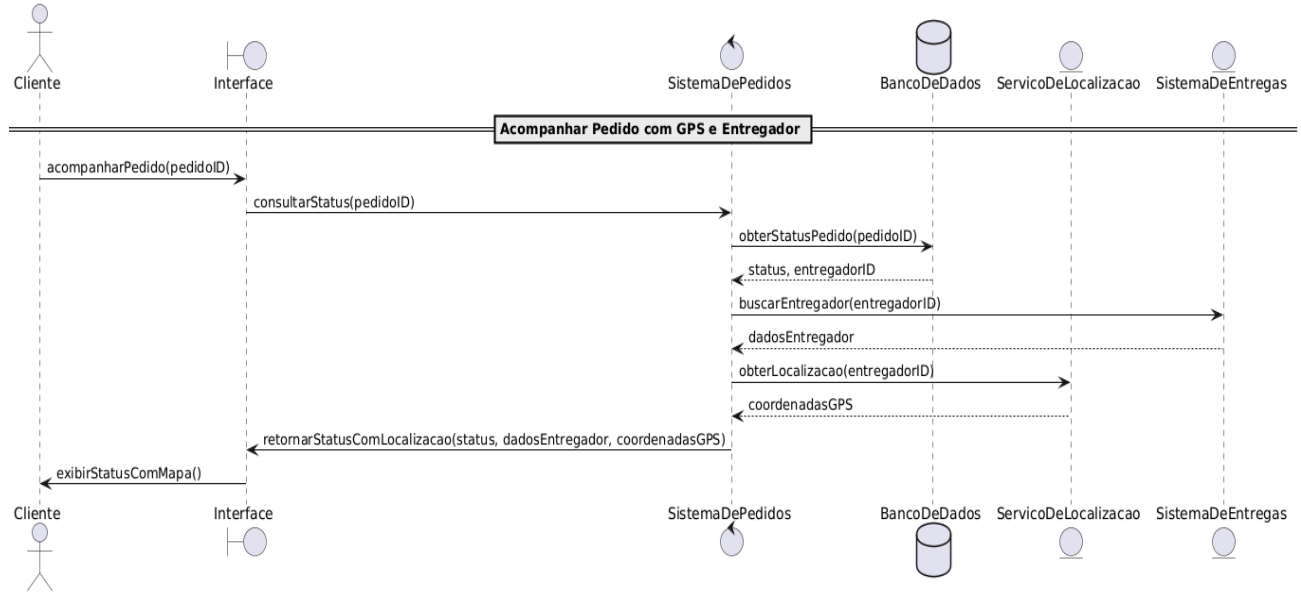 Cliente
Interface
SistemaDePedidos
BancoDeDados
ServicoDeLocalizacao
SistemaDeEntregas
Acompanhar Pedido com GPS e Entregador
acompanharPedido(pedidoID)
consultarStatus(pedidoID)
obterStatusPedido(pedidoID)
status, entregadorID
buscarEntregador(entregadorID)
dadosEntregador
obterLocalizacao(entregadorID)
coordenadasGPS
retornarStatusComLocalizacao(status, dadosEntregador, coordenadasGPS)
exibirStatusComMapa()
Cliente
Interface
SistemaDePedidos
BancoDeDados
ServicoDeLocalizacao
SistemaDeEntregas